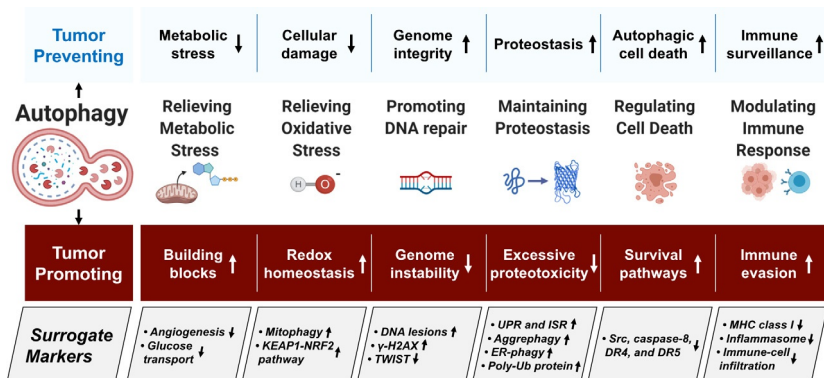 Tumor
Preventing
Metabolic
stress ↓
Cellular
damage ↓
Genome
integrity ↑
Proteostasis ↑
Autophagic
cell death ↑
Immune
surveillance ↑
Autophagy
Relieving
Metabolic
Stress
Relieving
Oxidative
Stress
H O -
Promoting
DNA repair
Maintaining
Proteostasis
Regulating
Cell Death
Modulating
Immune
Response
Tumor
Promoting
Building
blocks ↑
Redox
homeostasis ↑
Genome
instability ↓
Excessive
proteotoxicity ↓
Survival
pathways ↑
Immune
evasion ↑
Surrogate
Markers
• Angiogenesis ↓
• Glucose
transport ↓
• Mitophagy ↑
• KEAP1-NRF2
pathway ↑
• DNA lesions ↑
• γ-H2AX ↑
• TWIST ↓
• UPR and ISR ↑
• Aggrephagy ↑
• ER-phagy ↑
• Poly-Ub protein ↑
• Src, caspase-8,
DR4, and DR5 ↓
• MHC class I ↓
• Inflammasome ↓
• Immune-cell
infiltration ↓